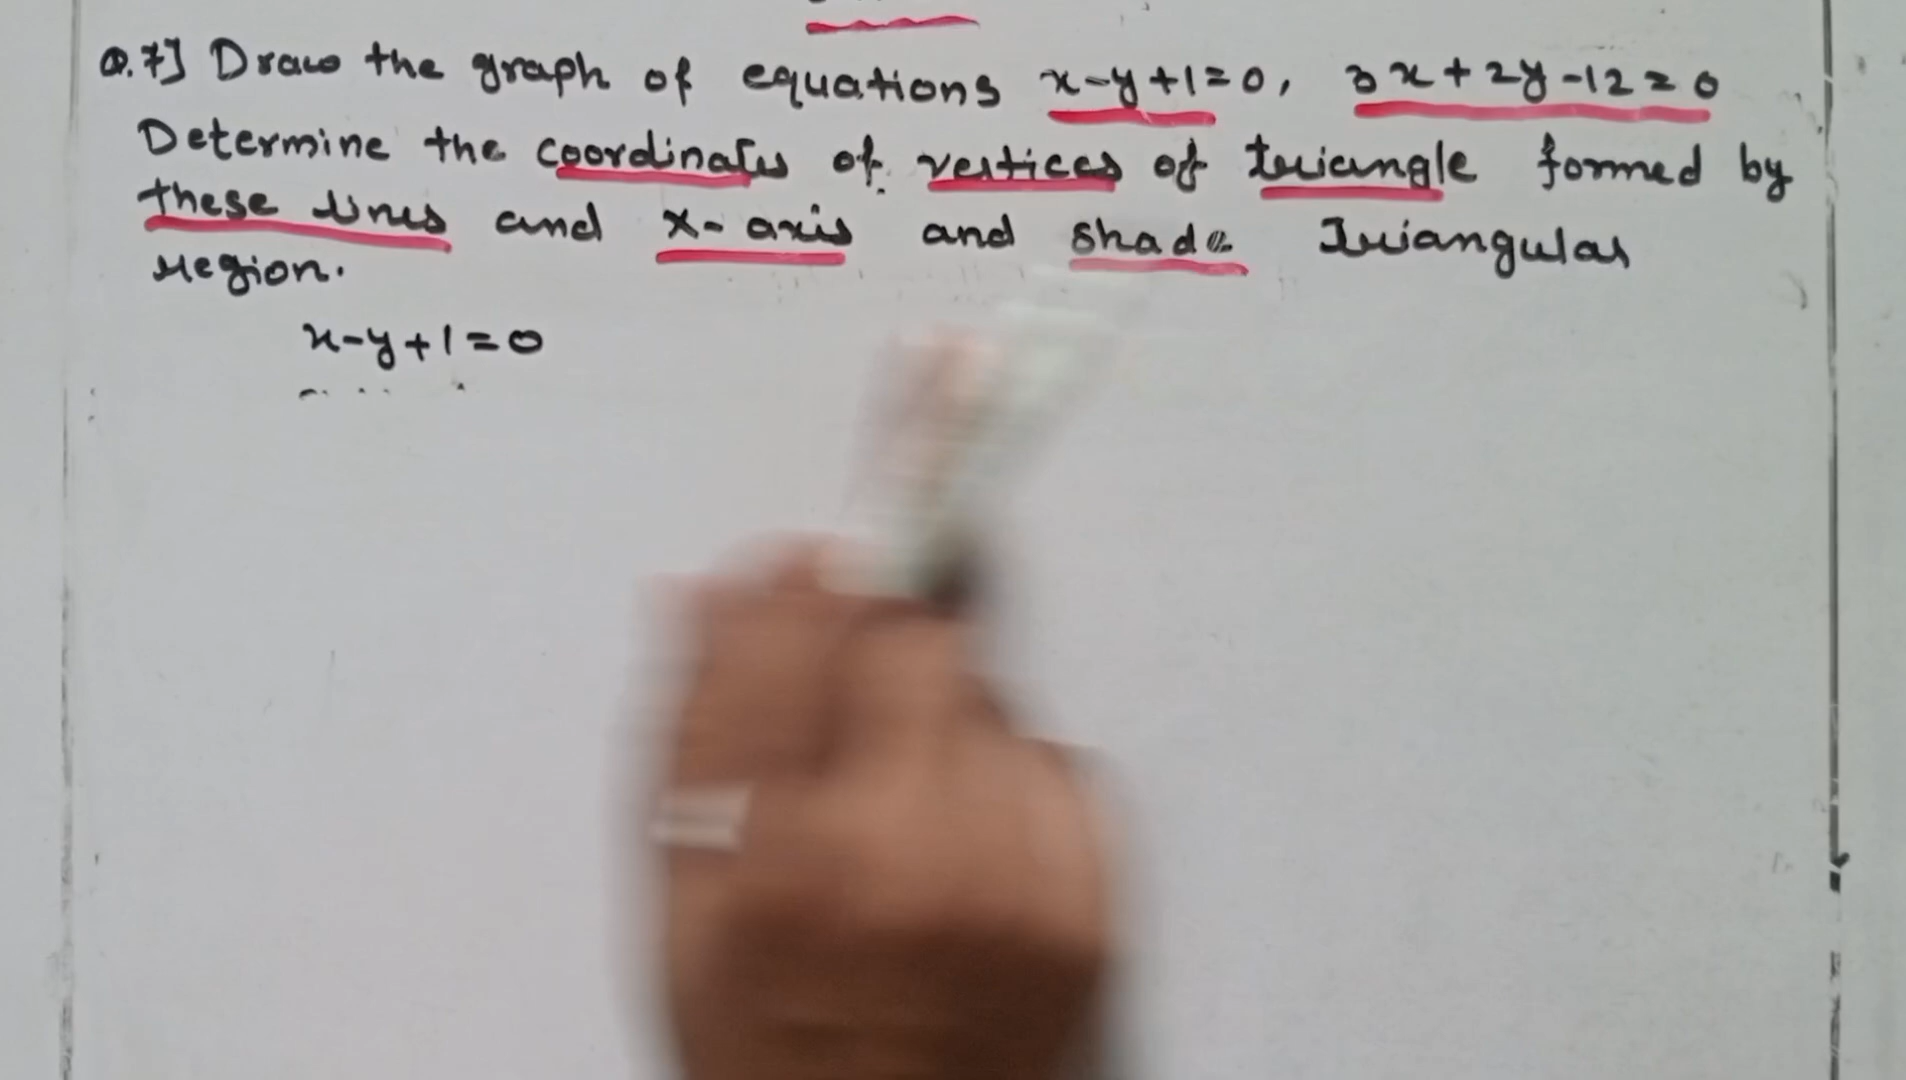 Q.7] Draw the graph of equations x-y+1=0, 3x+2y-12=0
Determine the coordinates of vertices of triangle formed by
these lines and x-axis and shade Triangular
region.
x-y+1=0